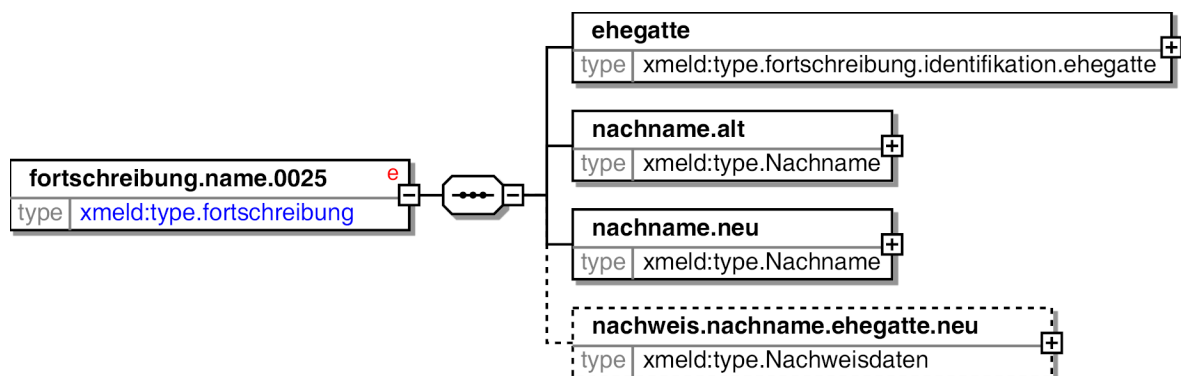 ehegatte
type xmeld:type.fortschreibung.identifikation.ehegatte
nachname.alt
type xmeld:type.Nachname
fortschreibung.name.0025 e
type xmeld:type.fortschreibung
nachname.neu
type xmeld:type.Nachname
nachweis.nachname.ehegatte.neu
type xmeld:type.Nachweisdaten